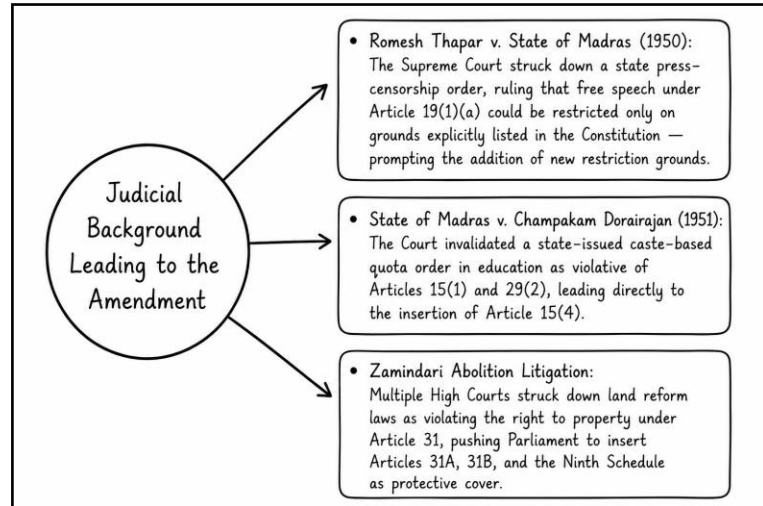 Judicial
Background
Leading to the
Amendment
• Romesh Thapar v. State of Madras (1950):
The Supreme Court struck down a state press-
censorship order, ruling that free speech under
Article 19(1)(a) could be restricted only on
grounds explicitly listed in the Constitution —
prompting the addition of new restriction grounds.
• State of Madras v. Champakam Dorairajan (1951):
The Court invalidated a state-issued caste-based
quota order in education as violative of
Articles 15(1) and 29(2), leading directly to
the insertion of Article 15(4).
• Zamindari Abolition Litigation:
Multiple High Courts struck down land reform
laws as violating the right to property under
Article 31, pushing Parliament to insert
Articles 31A, 31B, and the Ninth Schedule
as protective cover.